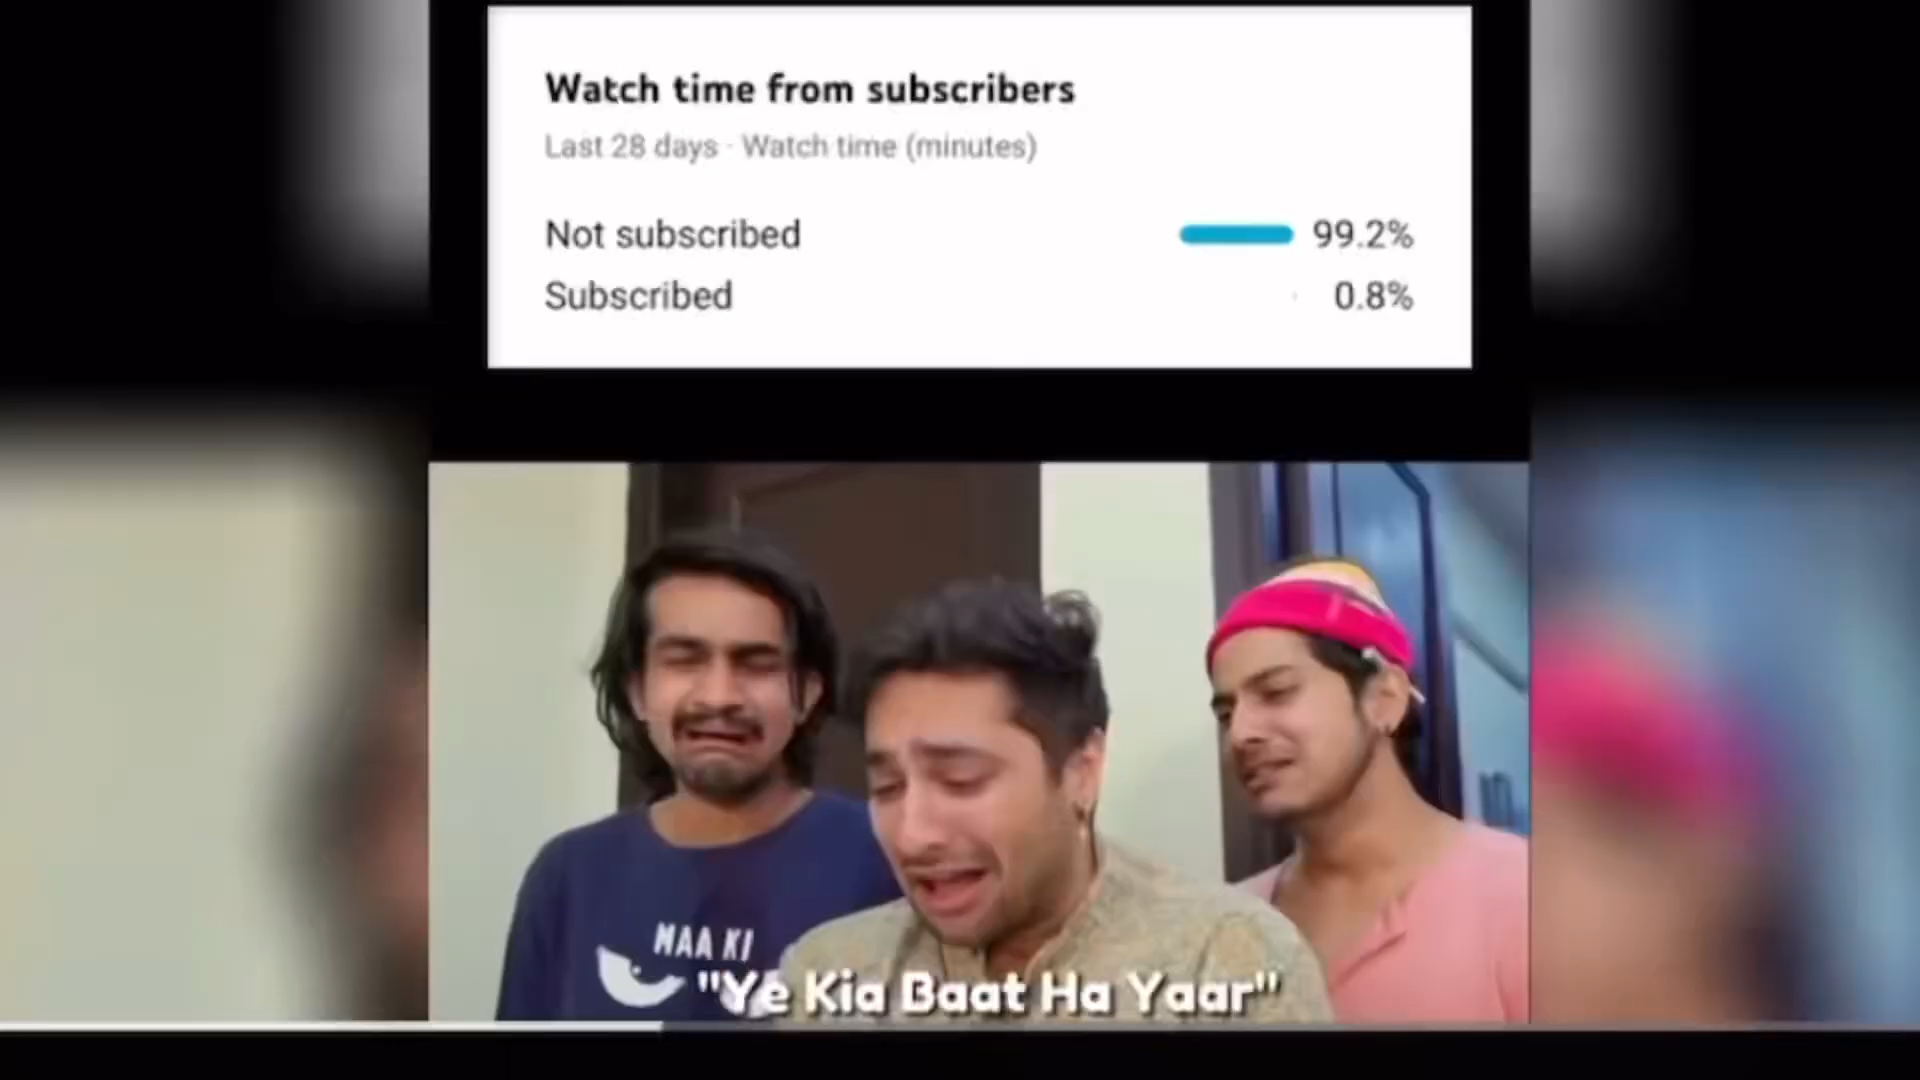 Watch time from subscribers
Last 28 days · Watch time (minutes)
Not subscribed 99.2%
Subscribed 0.8%
MAA KI
"Ye Kia Baat Ha Yaar"